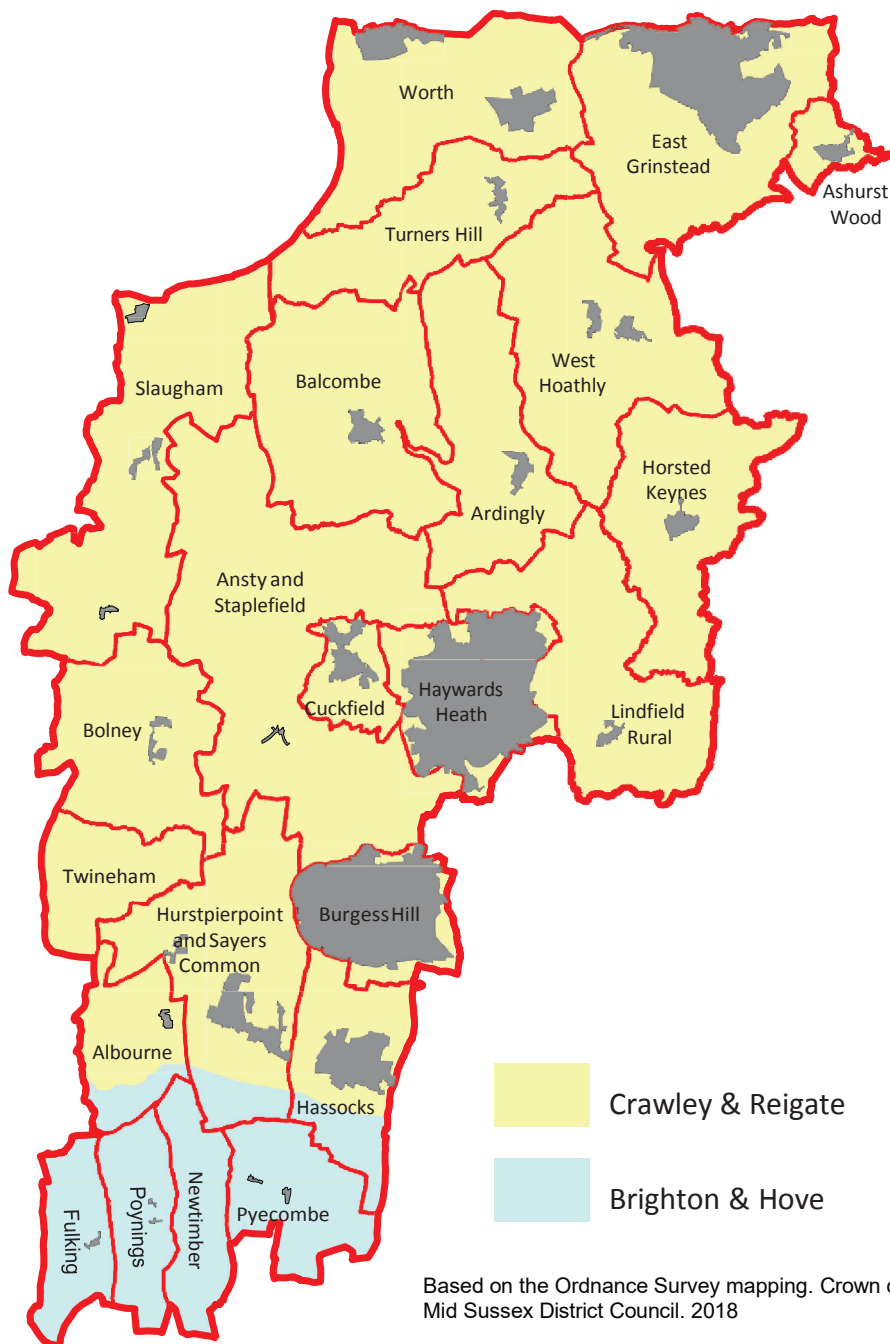 Worth
East
Grinstead
Ashurst
Wood
Turners Hill
Slaugham
Balcombe
West
Hoathly
Horsted
Keynes
Ardingly
Ansty and
Staplefield
Cuckfield
Haywards
Heath
Lindfield
Rural
Bolney
Twineham
Hurstpierpoint
and Sayers
Common
Burgess Hill
Albourne
Hassocks
Fulking
Poynings
Newtimber
Pyecombe
Crawley & Reigate
Brighton & Hove
Based on the Ordnance Survey mapping. Crown c
Mid Sussex District Council. 2018